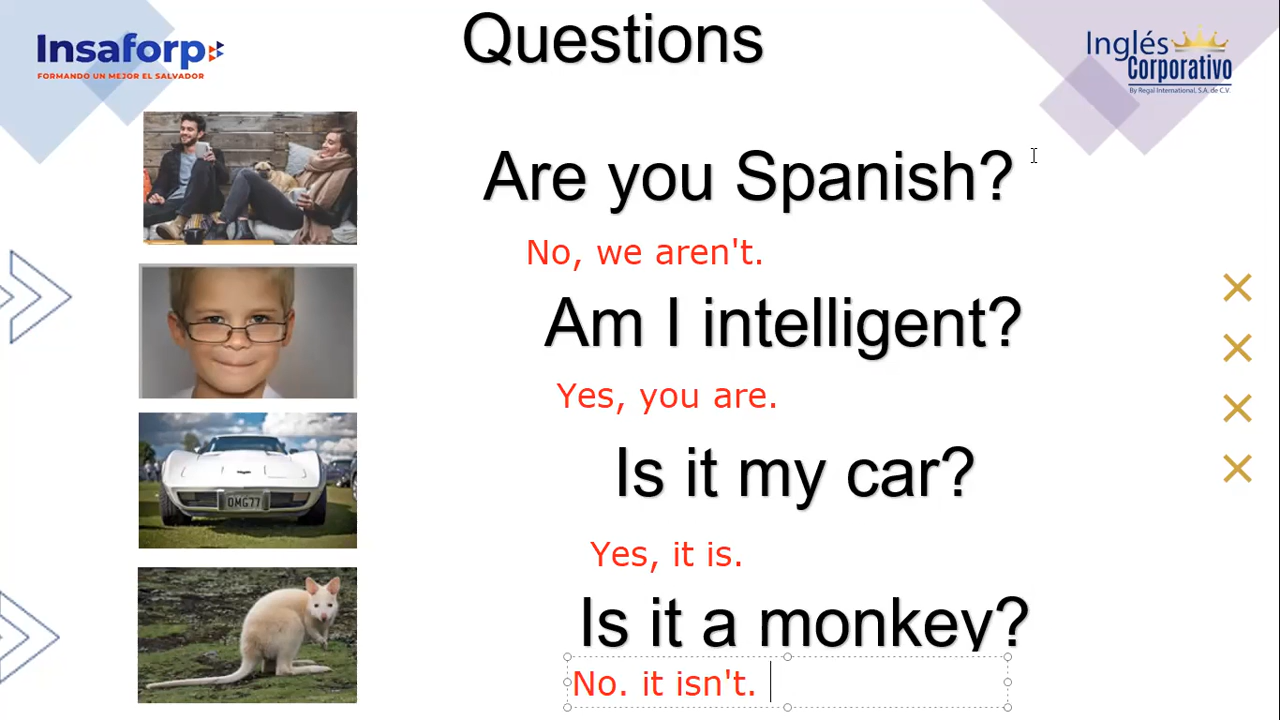 Questions
Insaforp
FORMANDO UN MEJOR EL SALVADOR
Inglés
Corporativo
By Regal International, S.A. de C.V.
Are you Spanish?
No, we aren't.
Am I intelligent?
Yes, you are.
Is it my car?
OMG77
Yes, it is.
Is it a monkey?
No. it isn't.